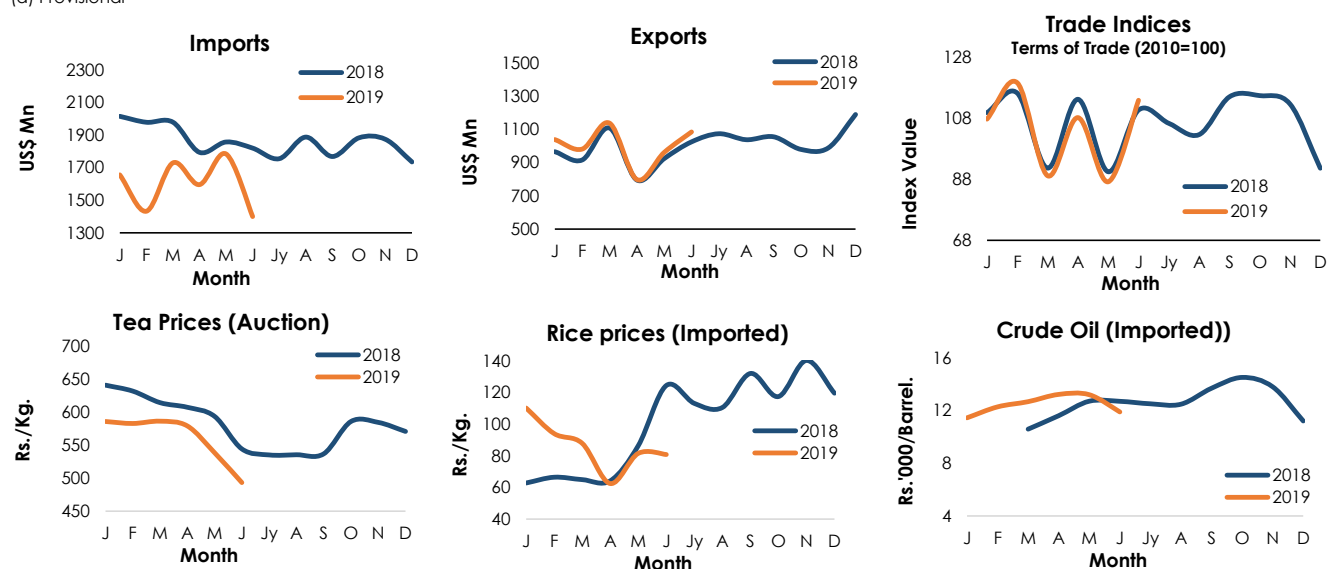 Imports
2300
2100
1900
1700
1500
1300
US$ Mn
2018
2019
J F M A M J Jy A S O N D
Month
Exports
1500
1300
1100
900
700
500
US$ Mn
2018
2019
J F M A M J Jy A S O N D
Month
Trade Indices
Terms of Trade (2010=100)
128
108
88
68
Index Value
2018
2019
J F M A M J Jy A S O N D
Month
Tea Prices (Auction)
700
650
600
550
500
450
Rs./Kg.
2018
2019
J F M A M J Jy A S O N D
Month
Rice prices (Imported)
140
120
100
80
60
40
Rs./Kg.
2018
2019
J F M A M J Jy A S O N D
Month
Crude Oil (Imported))
16
12
8
4
Rs.'000/Barrel.
2018
2019
J F M A M J Jy A S O N D
Month